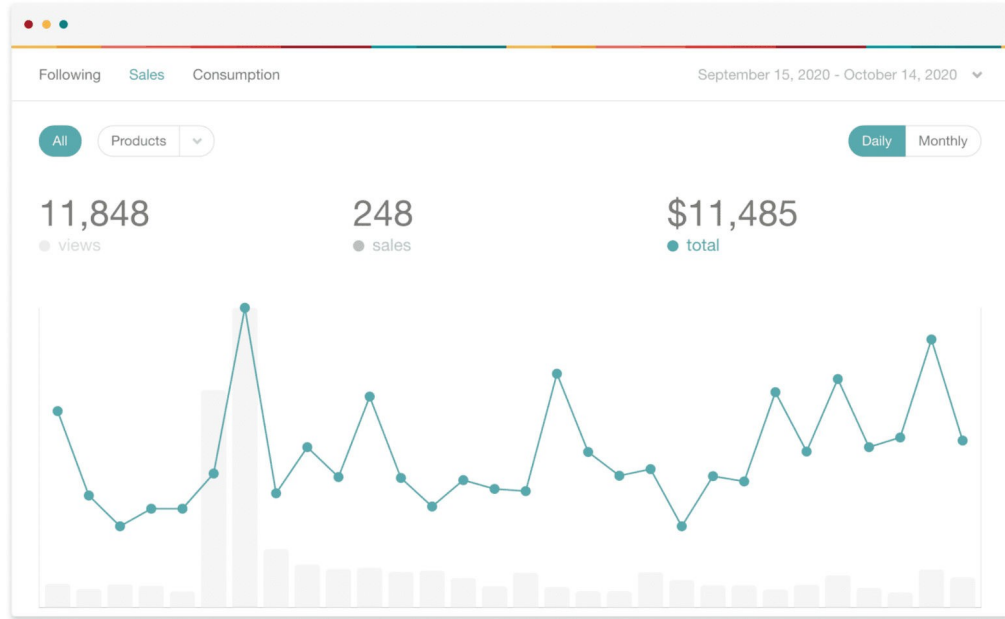 Following Sales Consumption September 15, 2020 - October 14, 2020
All Products Daily Monthly
11,848 248 $11,485
views sales total